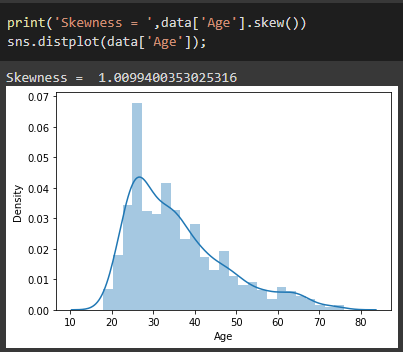 print('Skewness = ',data['Age'].skew())
sns.distplot(data['Age']);
Skewness =  1.0099400353025316
0.07
0.06
0.05
0.04
0.03
0.02
0.01
0.00
Density
10 20 30 40 50 60 70 80
Age